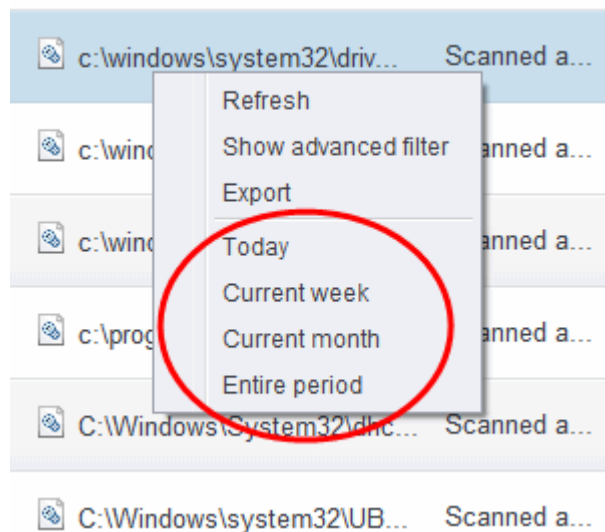 c:\windows\system32\driv... Scanned a...
Refresh
c:\wind Show advanced filter anned a...
Export
c:\wind Today anned a...
Current week
c:\prog Current month anned a...
Entire period
C:\Windows\System32\dhc... Scanned a...
C:\Windows\system32\UB... Scanned a...